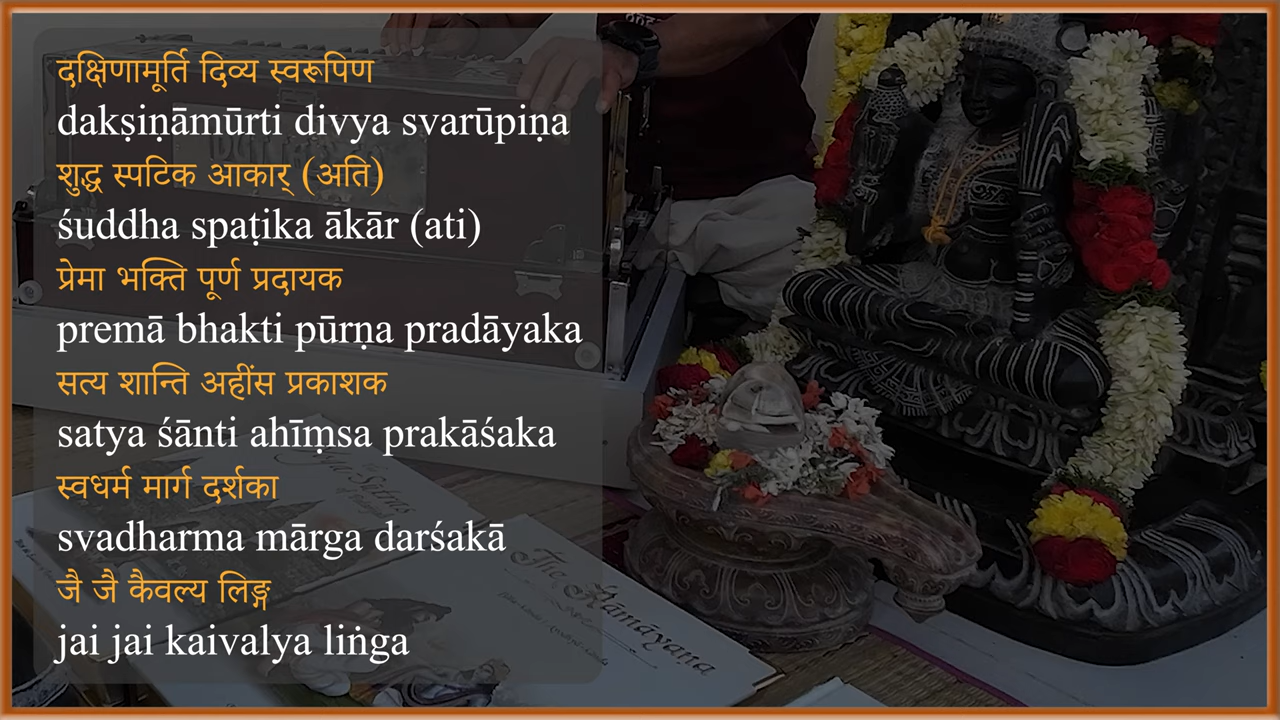 दक्षिणामूर्ति दिव्य स्वरूपिण
dakṣiṇāmūrti divya svarūpiṇa
शुद्ध स्पटिक आकार् (अति)
śuddha spaṭika ākār (ati)
प्रेमा भक्ति पूर्ण प्रदायक
premā bhakti pūrṇa pradāyaka
सत्य शान्ति अहींस प्रकाशक
satya śānti ahīṃsa prakāśaka
स्वधर्म मार्ग दर्शका
svadharma mārga darśakā
जै जै कैवल्य लिङ्ग
jai jai kaivalya liṅga
The Rámáyaṇa